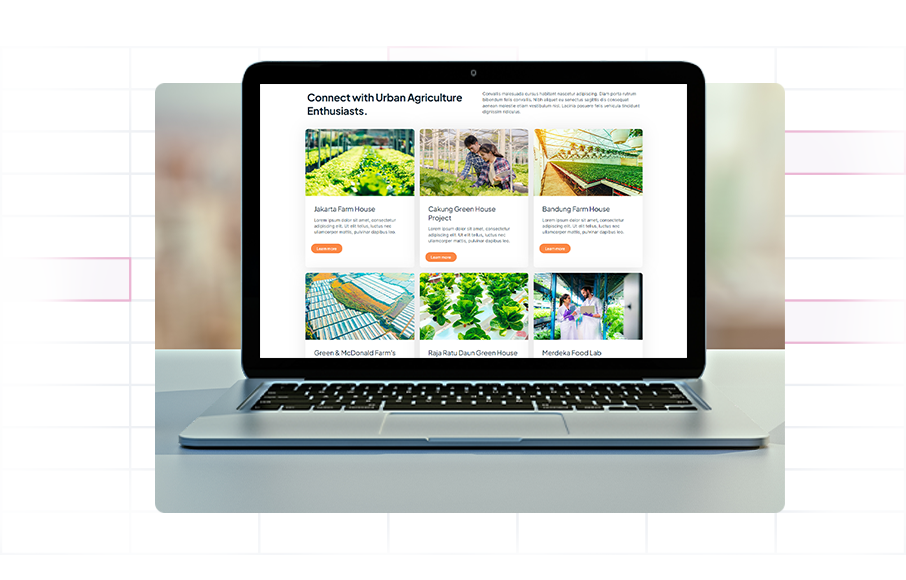 Connect with Urban Agriculture
Enthusiasts.
Convallis malesuada cursus habitant nascetur adipiscing. Diam porta rutrum
bibendum felis convallis. Nibh aliquet eu senectus sagittis dis consequat
aenean molestie etiam vestibulum nisl. Lacinia posuere felis vehicula tincidunt
dignissim ridiculus.
Jakarta Farm House
Lorem ipsum dolor sit amet, consectetur
adipiscing elit. Ut elit tellus, luctus nec
ullamcorper mattis, pulvinar dapibus leo.
Learn more
Cakung Green House
Project
Lorem ipsum dolor sit amet, consectetur
adipiscing elit. Ut elit tellus, luctus nec
ullamcorper mattis, pulvinar dapibus leo.
Learn more
Bandung Farm House
Lorem ipsum dolor sit amet, consectetur
adipiscing elit. Ut elit tellus, luctus nec
ullamcorper mattis, pulvinar dapibus leo.
Learn more
Green & McDonald Farm's
Raja Ratu Daun Green House
Merdeka Food Lab